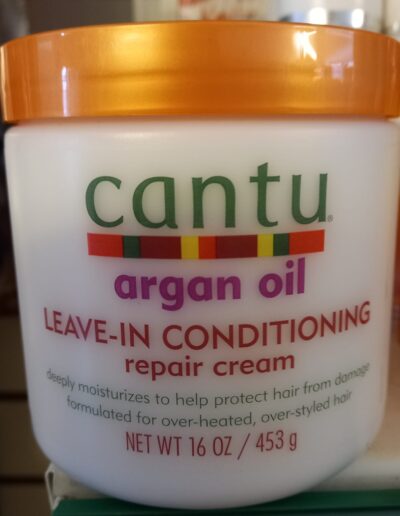 cantu®
argan oil
LEAVE-IN CONDITIONING
repair cream
deeply moisturizes to help protect hair from damage
formulated for over-heated, over-styled hair
NET WT 16 OZ / 453 g